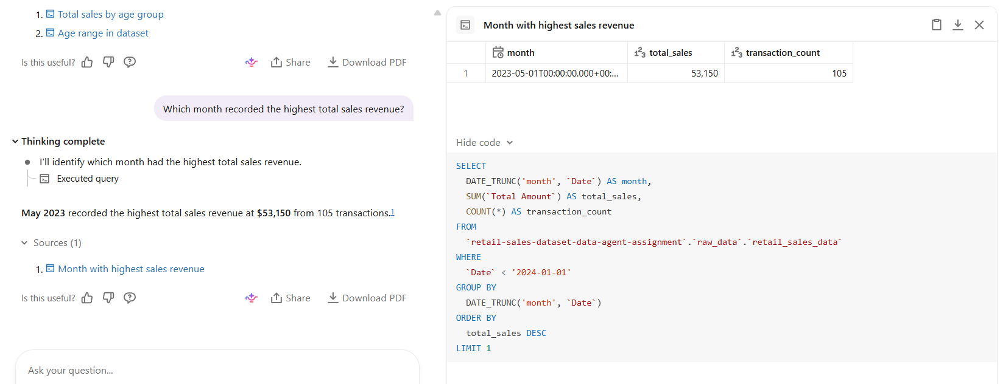 1. Total sales by age group
2. Age range in dataset
Is this useful? Share Download PDF
Which month recorded the highest total sales revenue?
Thinking complete
I'll identify which month had the highest total sales revenue.
Executed query
May 2023 recorded the highest total sales revenue at $53,150 from 105 transactions.1
Sources (1)
1. Month with highest sales revenue
Is this useful? Share Download PDF
Ask your question...
Month with highest sales revenue
month total_sales transaction_count
1 2023-05-01T00:00:00.000+00:... 53,150 105
Hide code
SELECT
DATE_TRUNC('month', `Date`) AS month,
SUM(`Total Amount`) AS total_sales,
COUNT(*) AS transaction_count
FROM
`retail-sales-dataset-data-agent-assignment`.`raw_data`.`retail_sales_data`
WHERE
`Date` < '2024-01-01'
GROUP BY
DATE_TRUNC('month', `Date`)
ORDER BY
total_sales DESC
LIMIT 1